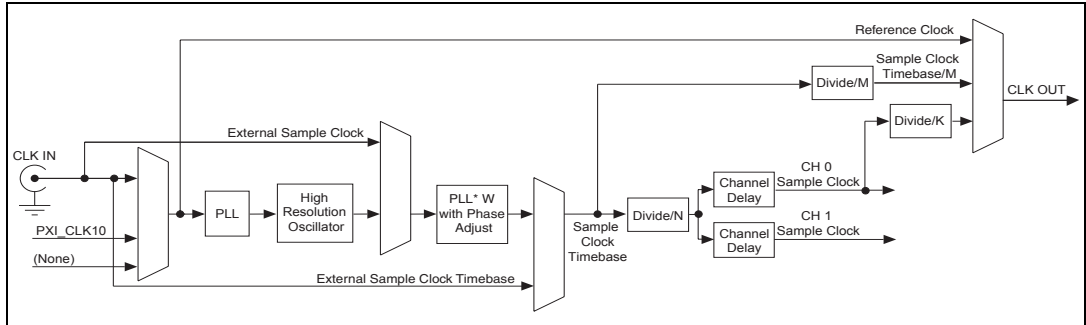 Reference Clock
Sample Clock
Timebase/M
Divide/M
CLK OUT
External Sample Clock
Divide/K
CLK IN
CH 0
Sample Clock
Channel
Delay
PLL
High
Resolution
Oscillator
PLL* W
with Phase
Adjust
Divide/N
CH 1
Sample Clock
Channel
Delay
Sample
Clock
Timebase
PXI_CLK10
(None)
External Sample Clock Timebase